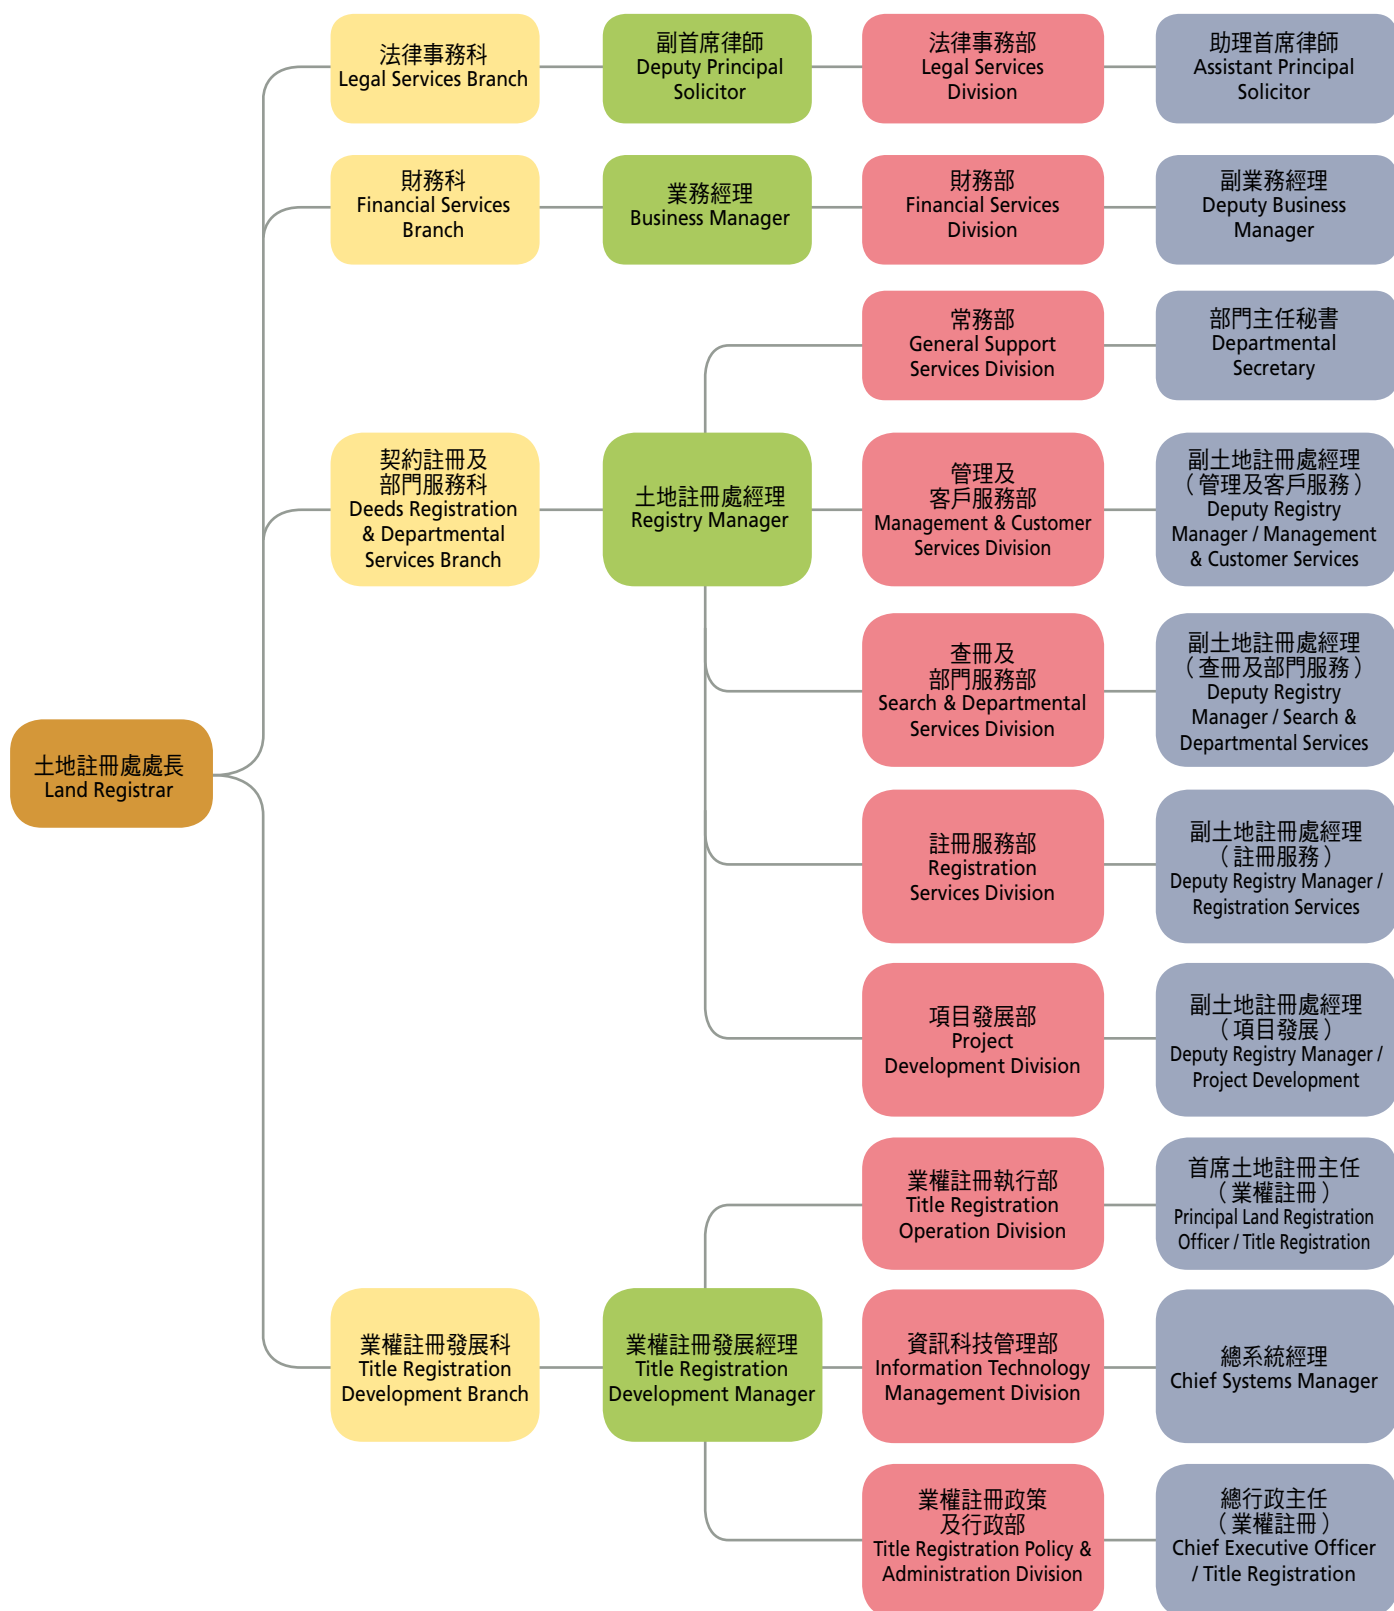 法律事務科
Legal Services Branch
副首席律師
Deputy Principal
Solicitor
法律事務部
Legal Services
Division
助理首席律師
Assistant Principal
Solicitor
財務科
Financial Services
Branch
業務經理
Business Manager
財務部
Financial Services
Division
副業務經理
Deputy Business
Manager
常務部
General Support
Services Division
部門主任秘書
Departmental
Secretary
契約註冊及
部門服務科
Deeds Registration
& Departmental
Services Branch
土地註冊處經理
Registry Manager
管理及
客戶服務部
Management & Customer
Services Division
副土地註冊處經理
（管理及客戶服務）
Deputy Registry
Manager / Management
& Customer Services
查冊及
部門服務部
Search & Departmental
Services Division
副土地註冊處經理
（查冊及部門服務）
Deputy Registry
Manager / Search &
Departmental Services
土地註冊處處長
Land Registrar
註冊服務部
Registration
Services Division
副土地註冊處經理
（註冊服務）
Deputy Registry Manager /
Registration Services
項目發展部
Project
Development Division
副土地註冊處經理
（項目發展）
Deputy Registry Manager /
Project Development
業權註冊執行部
Title Registration
Operation Division
首席土地註冊主任
（業權註冊）
Principal Land Registration
Officer / Title Registration
業權註冊發展科
Title Registration
Development Branch
業權註冊發展經理
Title Registration
Development Manager
資訊科技管理部
Information Technology
Management Division
總系統經理
Chief Systems Manager
業權註冊政策
及行政部
Title Registration Policy &
Administration Division
總行政主任
（業權註冊）
Chief Executive Officer
/ Title Registration